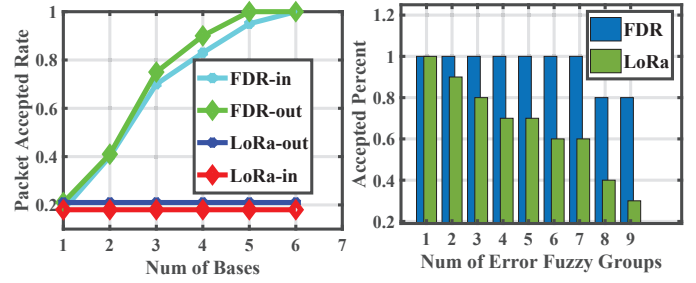 Packet Accepted Rate
1
0.8
0.6
0.4
0.2
FDR-in
FDR-out
LoRa-out
LoRa-in
1 2 3 4 5 6 7
Num of Bases
Accepted Percent
1.2
1
0.8
0.6
0.4
0.2
FDR
LoRa
1 2 3 4 5 6 7 8 9
Num of Error Fuzzy Groups